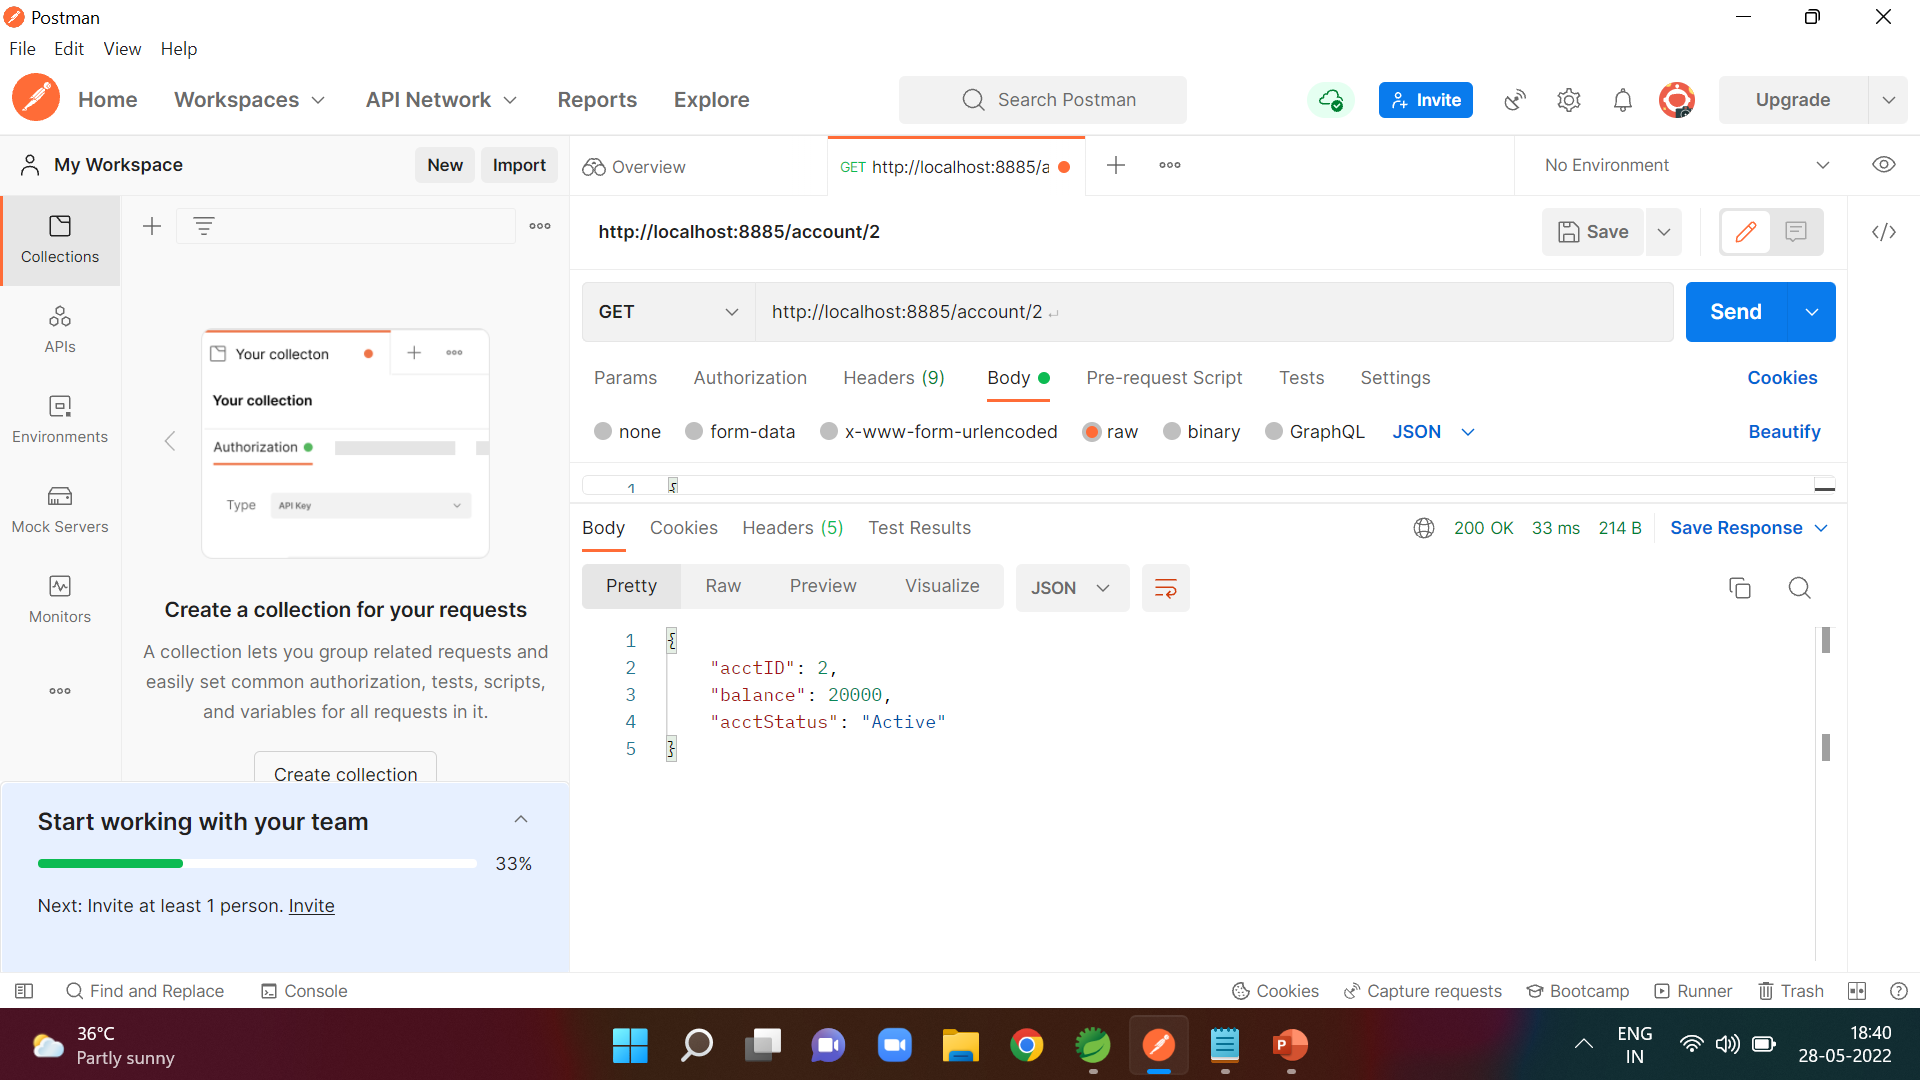 Postman
File Edit View Help
Home Workspaces API Network Reports Explore Search Postman Invite Upgrade
My Workspace New Import Overview GET http://localhost:8885/a No Environment
Collections
APIs
Environments
Mock Servers
Monitors
Your collecton
Your collection
Authorization
Type API Key
Create a collection for your requests
A collection lets you group related requests and
easily set common authorization, tests, scripts,
and variables for all requests in it.
Create collection
Start working with your team
33%
Next: Invite at least 1 person. Invite
http://localhost:8885/account/2 Save
GET http://localhost:8885/account/2 Send
Params Authorization Headers (9) Body Pre-request Script Tests Settings Cookies
none form-data x-www-form-urlencoded raw binary GraphQL JSON Beautify
1 {
Body Cookies Headers (5) Test Results 200 OK 33 ms 214 B Save Response
Pretty Raw Preview Visualize JSON
1 {
2 "acctID": 2,
3 "balance": 20000,
4 "acctStatus": "Active"
5 }
Find and Replace Console Cookies Capture requests Bootcamp Runner Trash
36°C
Partly sunny
ENG
IN
18:40
28-05-2022